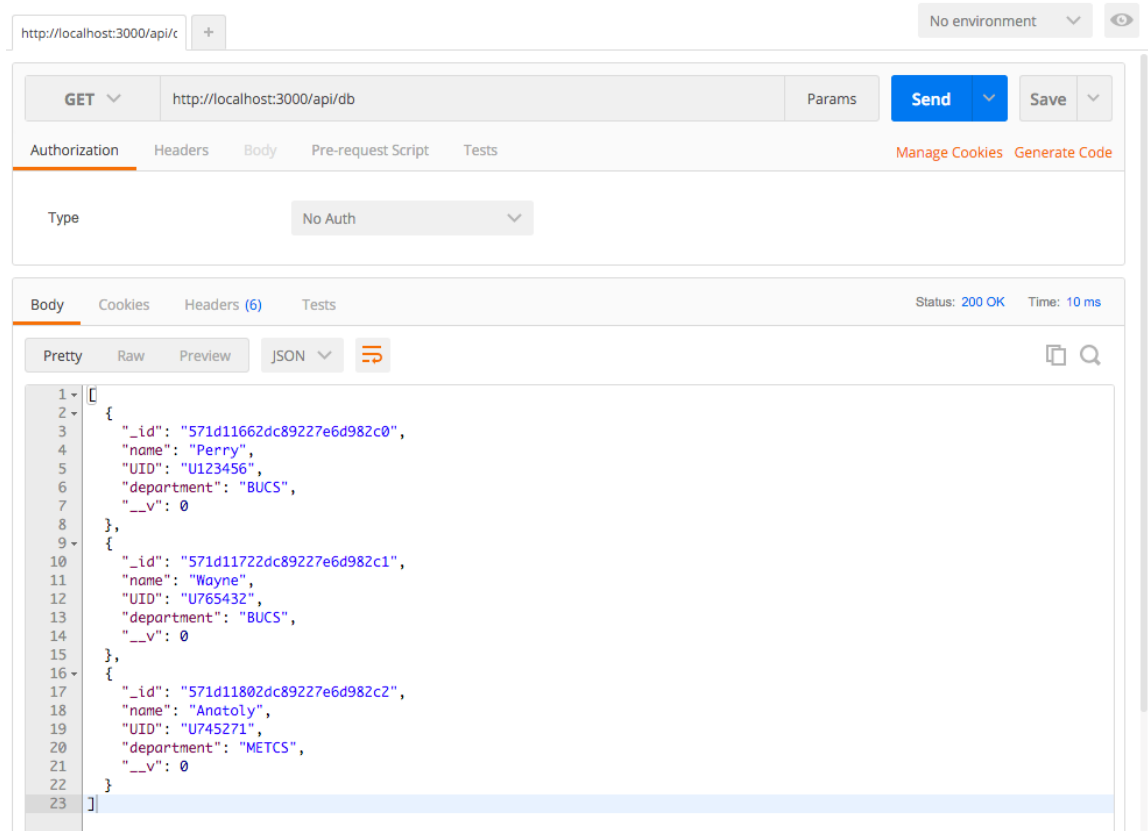 http://localhost:3000/api/c +
No environment
GET http://localhost:3000/api/db Params Send Save
Authorization Headers Body Pre-request Script Tests Manage Cookies Generate Code
Type No Auth
Body Cookies Headers (6) Tests Status: 200 OK Time: 10 ms
Pretty Raw Preview JSON
1 [
2 {
3 "_id": "571d11662dc89227e6d982c0",
4 "name": "Perry",
5 "UID": "U123456",
6 "department": "BUCS",
7 "__v": 0
8 },
9 {
10 "_id": "571d11722dc89227e6d982c1",
11 "name": "Wayne",
12 "UID": "U765432",
13 "department": "BUCS",
14 "__v": 0
15 },
16 {
17 "_id": "571d11802dc89227e6d982c2",
18 "name": "Anatoly",
19 "UID": "U745271",
20 "department": "METCS",
21 "__v": 0
22 }
23 ]